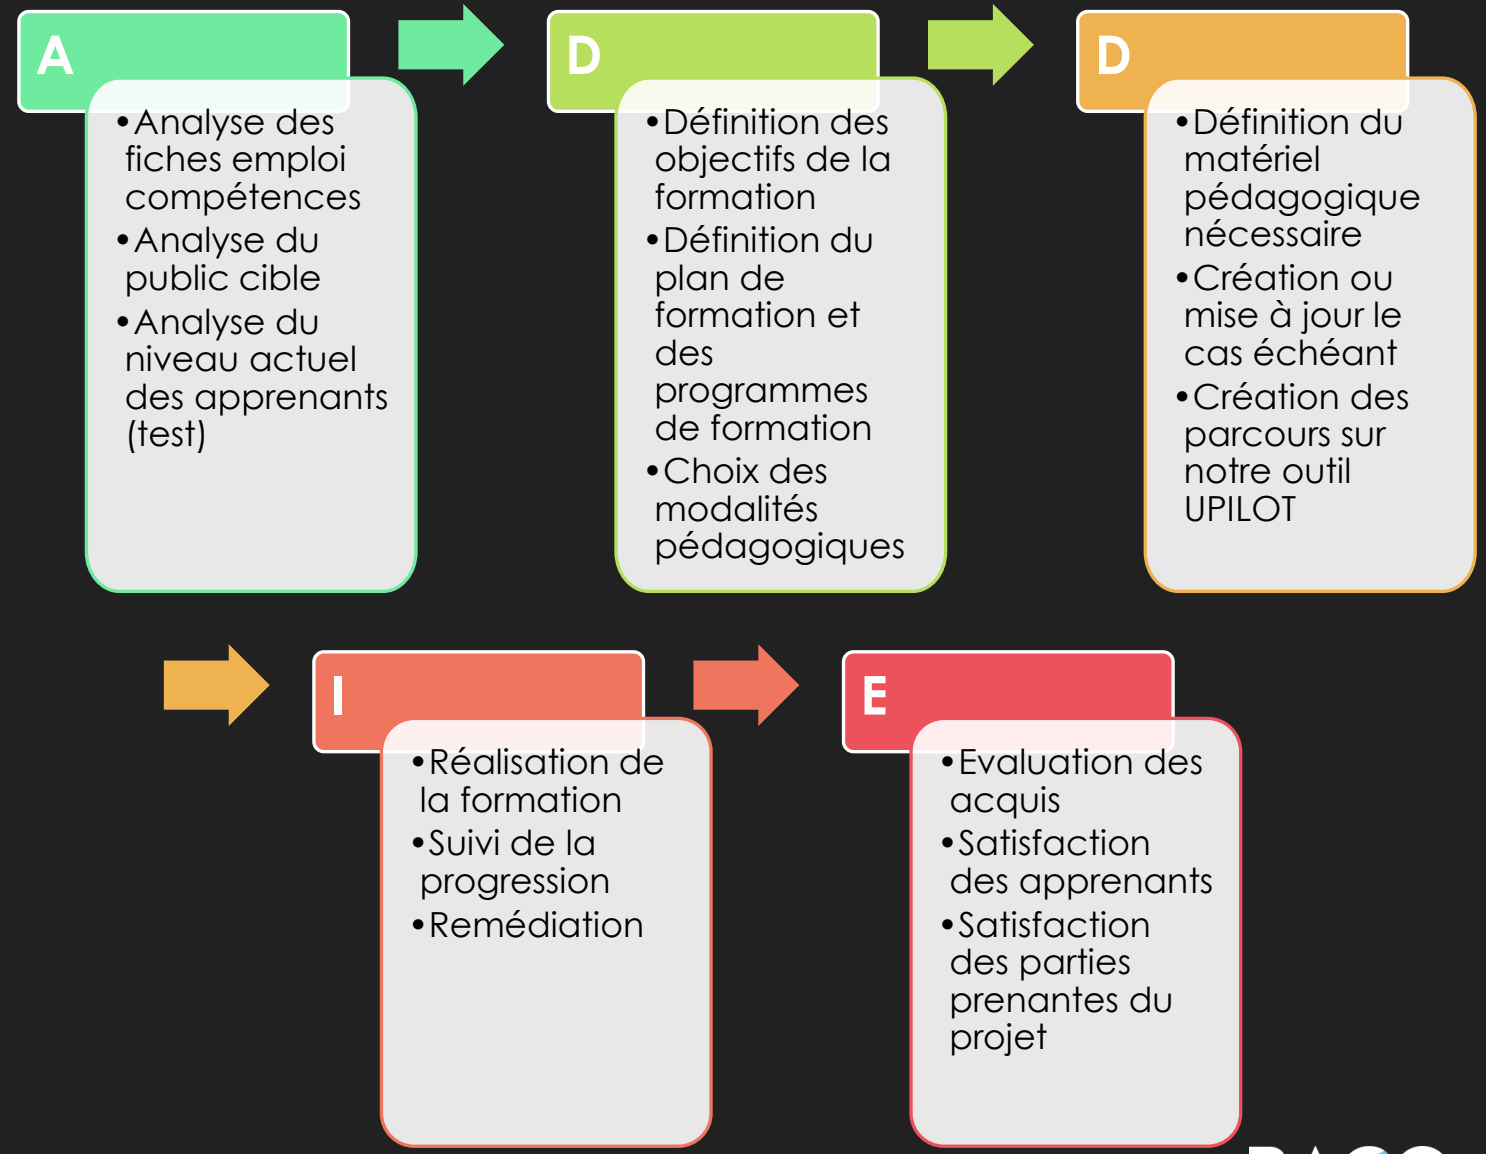 A
•Analyse des
fiches emploi
compétences
•Analyse du
public cible
•Analyse du
niveau actuel
des apprenants
(test)
D
•Définition des
objectifs de la
formation
•Définition du
plan de
formation et
des
programmes
de formation
•Choix des
modalités
pédagogiques
D
•Définition du
matériel
pédagogique
nécessaire
•Création ou
mise à jour le
cas échéant
•Création des
parcours sur
notre outil
UPILOT
I
•Réalisation de
la formation
•Suivi de la
progression
•Remédiation
E
•Evaluation des
acquis
•Satisfaction
des apprenants
•Satisfaction
des parties
prenantes du
projet